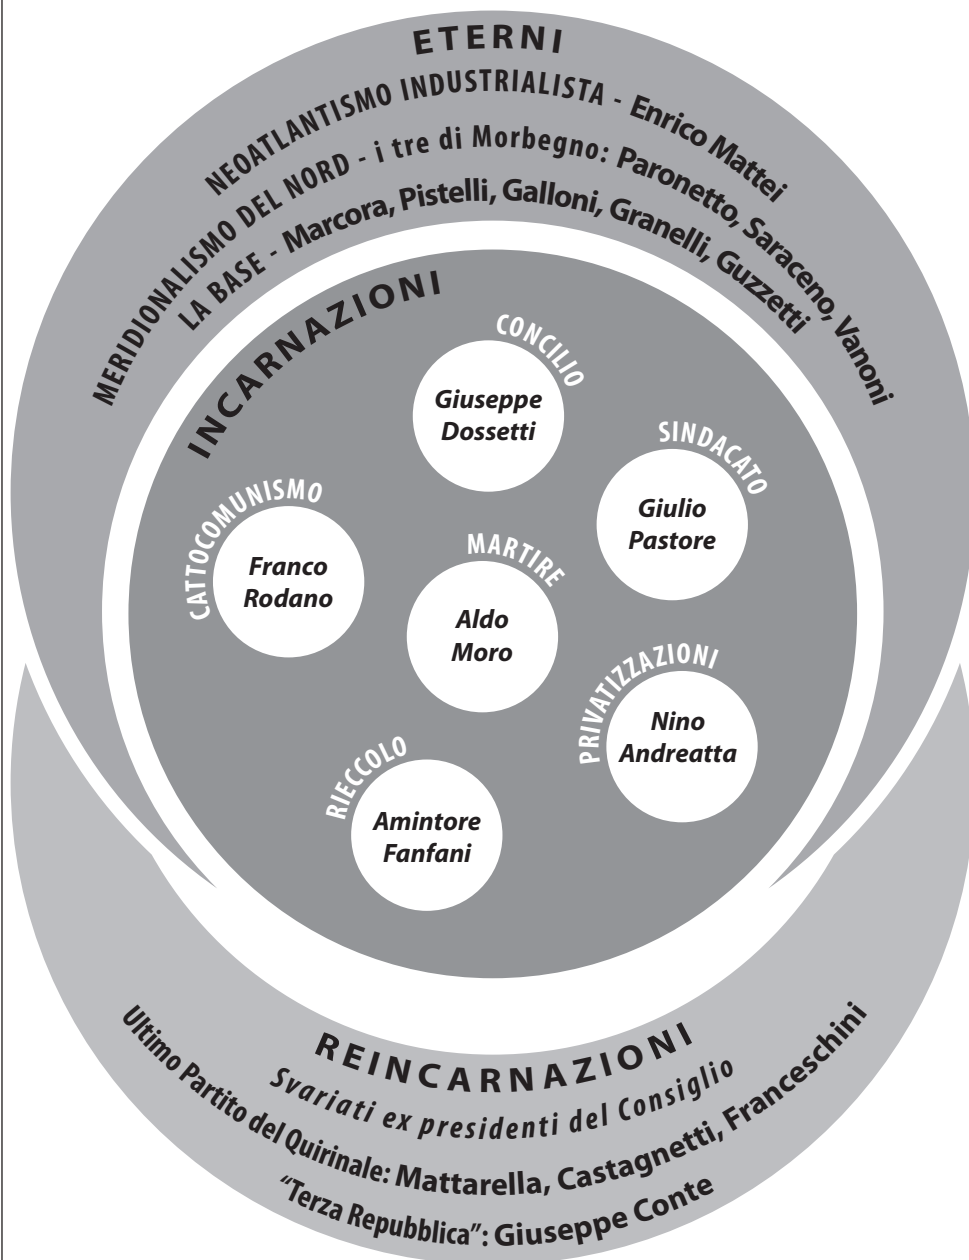 ETERNI
NEOATLANTISMO INDUSTRIALISTA - Enrico Mattei
MERIDIONALISMO DEL NORD - i tre di Morbegno: Paronetto, Saraceno, Vanoni
LA BASE - Marcora, Pistelli, Galloni, Granelli, Guzzetti
INCARNAZIONI
CONCILIO
Giuseppe
Dossetti
SINDACATO
Giulio
Pastore
CATTOCOMUNISMO
Franco
Rodano
MARTIRE
Aldo
Moro
PRIVATIZZAZIONI
Nino
Andreatta
RIECCOLO
Amintore
Fanfani
REINCARNAZIONI
Svariati ex presidenti del Consiglio
Ultimo Partito del Quirinale: Mattarella, Castagnetti, Franceschini
“Terza Repubblica”: Giuseppe Conte